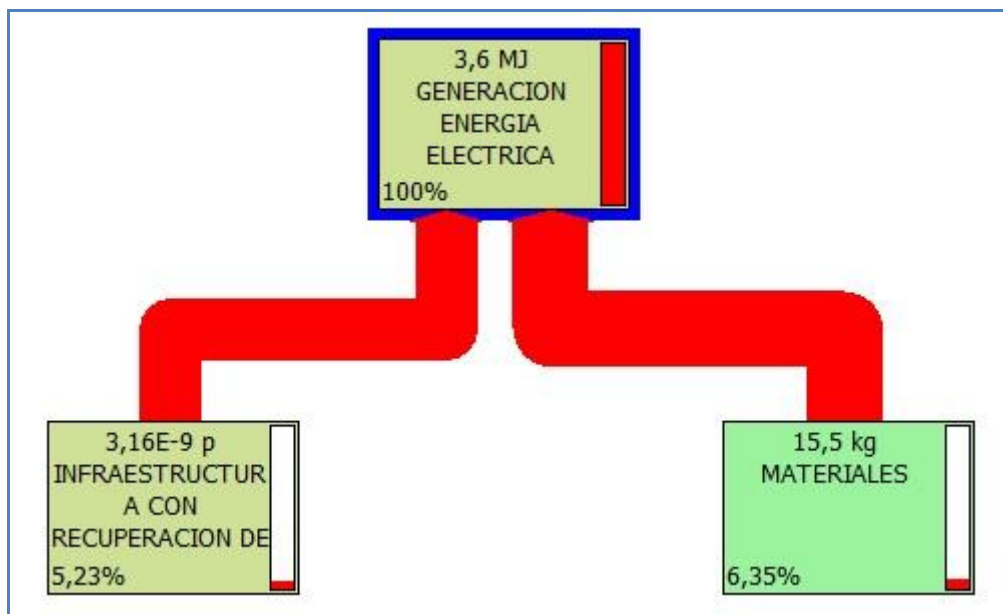 3,6 MJ
GENERACION
ENERGIA
ELECTRICA
100%
3,16E-9 p
INFRAESTRUCTUR
A CON
RECUPERACION DE
5,23%
15,5 kg
MATERIALES
6,35%